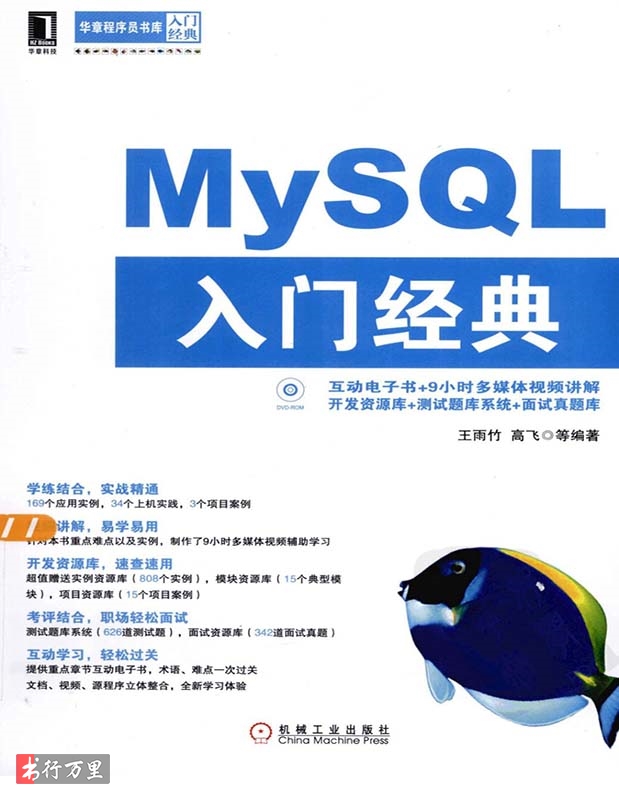 HZ Books
华章科技
华章程序员书库
入门
经典
MySQL
入门经典
DVD-ROM
互动电子书+9小时多媒体视频讲解
开发资源库+测试题库系统+面试真题库
王雨竹 高飞◎等编著
学练结合，实战精通
169个应用实例，34个上机实践，3个项目案例
讲解，易学易用
针对本书重点难点以及实例，制作了9小时多媒体视频辅助学习
开发资源库，速查速用
超值赠送实例资源库（808个实例），模块资源库（15个典型模
块），项目资源库（15个项目案例）
考评结合，职场轻松面试
测试题库系统（626道测试题），面试资源库（342道面试真题）
互动学习，轻松过关
提供重点章节互动电子书，术语、难点一次过关
文档、视频、源程序立体整合，全新学习体验
机械工业出版社
China Machine Press
书行万里